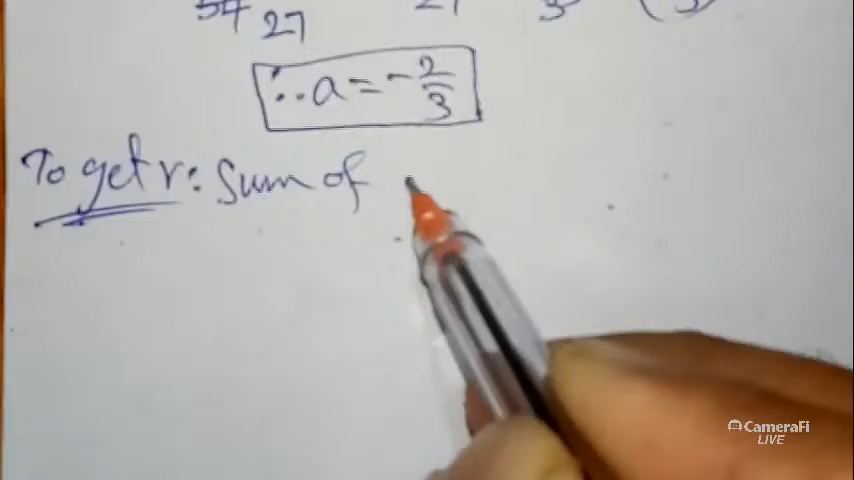 27
∴ a = -2/3
To get r: Sum of
CameraFi
LIVE